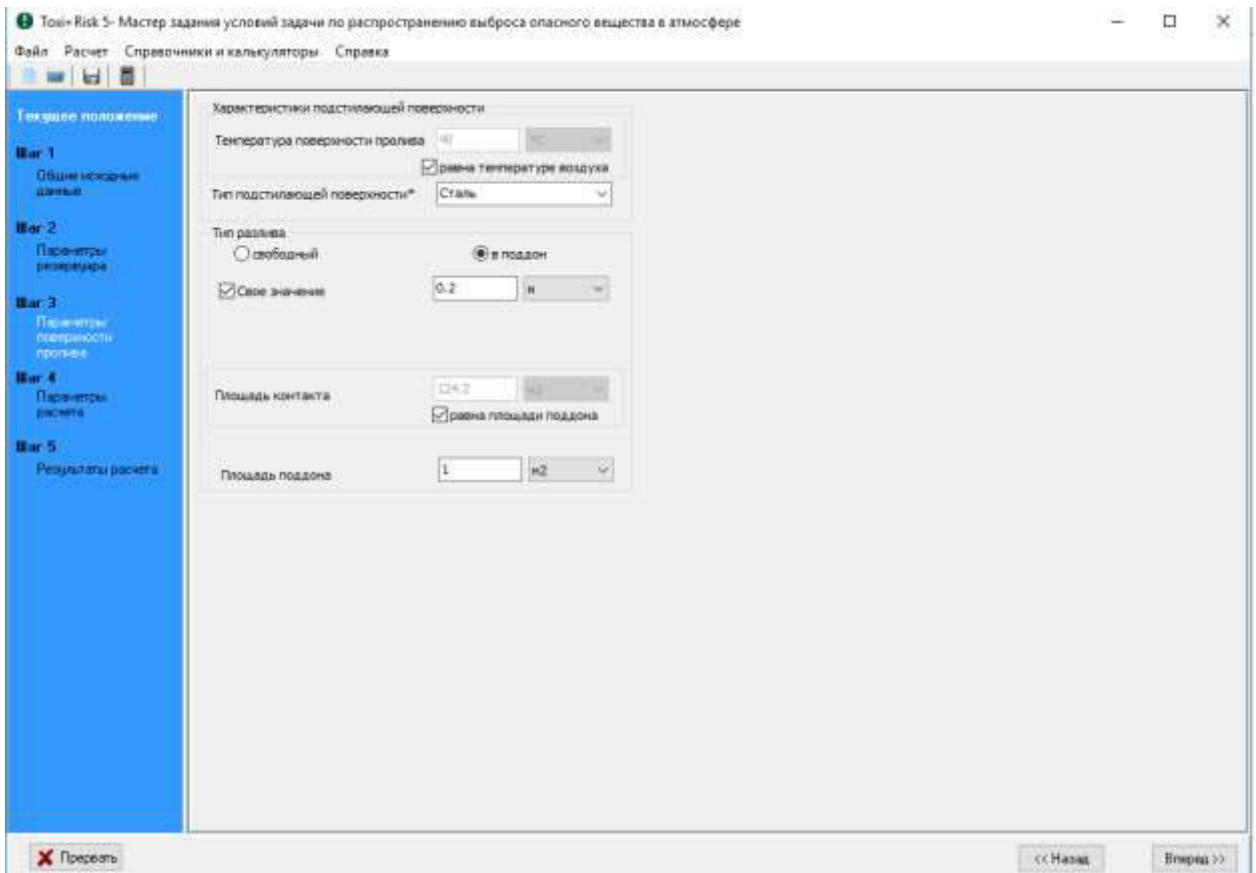 Toxi+Risk 5- Мастер задания условий задачи по распространению выброса опасного вещества в атмосфере
Файл Расчет Справочники и калькуляторы Справка
Текущее положение
Шаг 1
Общие исходные
данные
Шаг 2
Параметры
резервуара
Шаг 3
Параметры
поверхности
пролива
Шаг 4
Параметры
расчета
Шаг 5
Результаты расчета
Характеристики подстилающей поверхности
Температура поверхности пролива
равна температуре воздуха
Тип подстилающей поверхности* Сталь
Тип разлива
свободный в поддон
Свое значение 0.2 м
Площадь контакта 124.2 м2
равна площади поддона
Площадь поддона 1 м2
Прервать << Назад Вперед >>